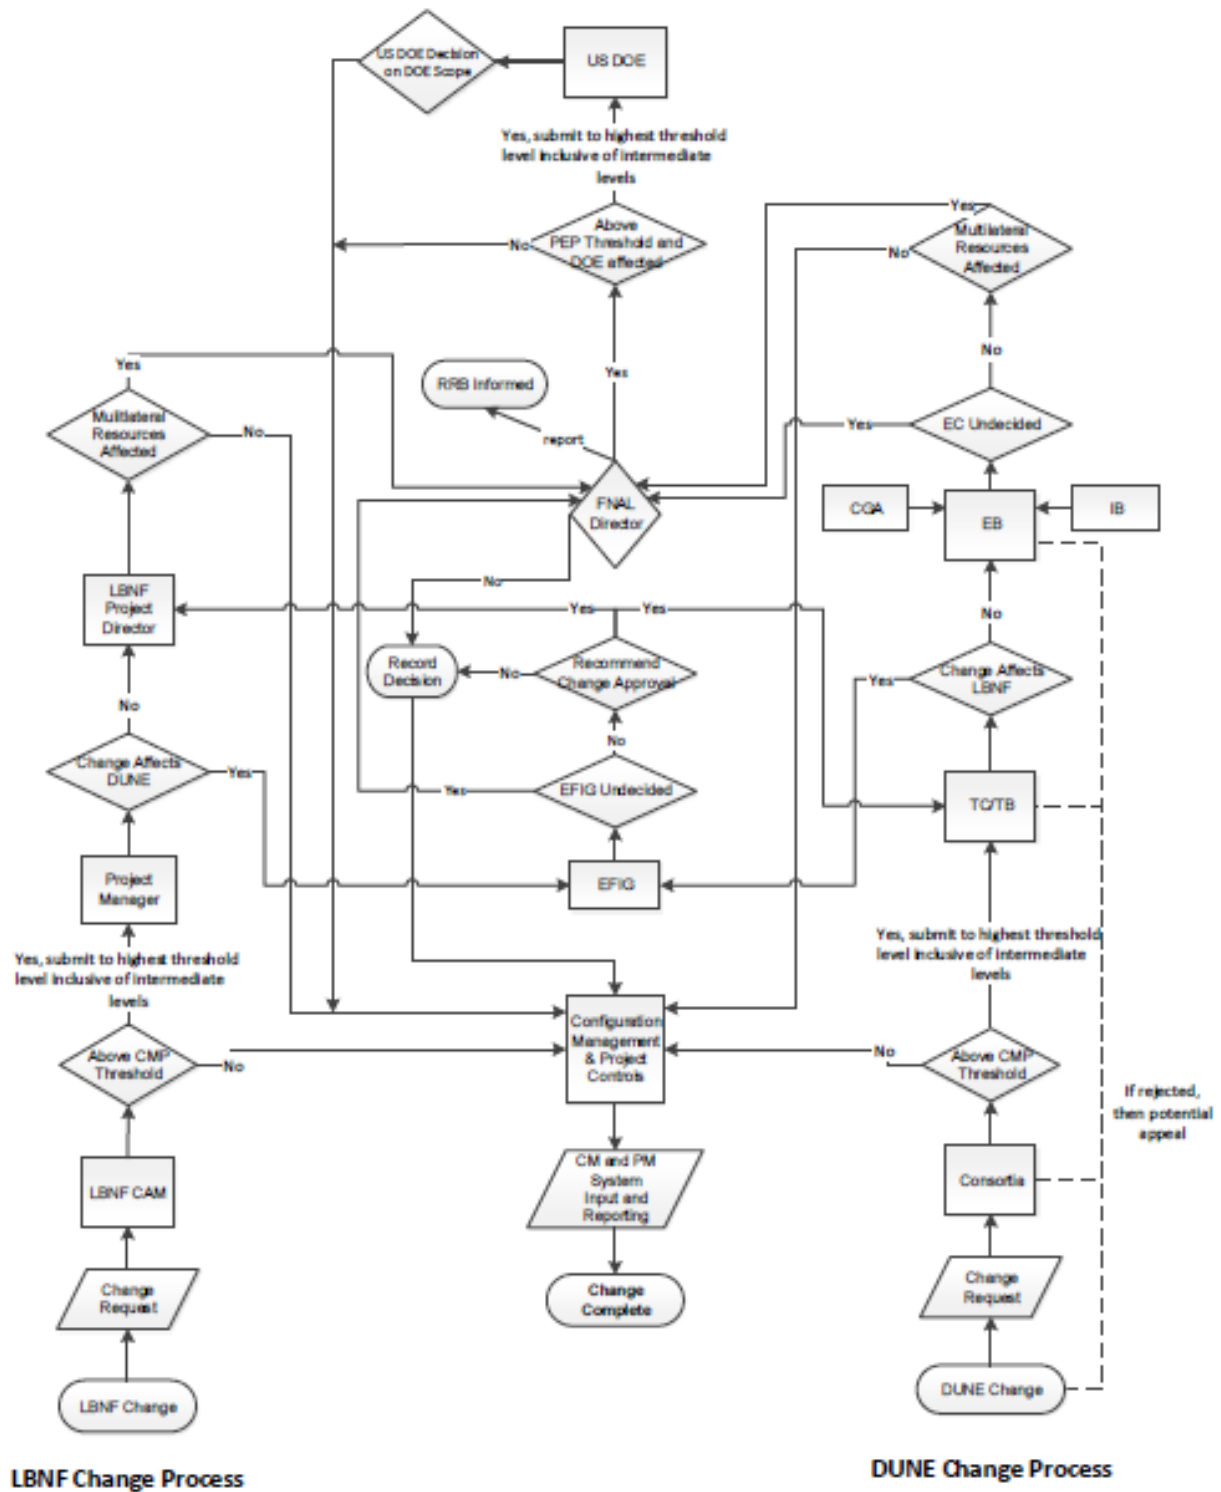 US DOE Decision
on DOE Scope
US DOE
Yes, submit to highest threshold
level inclusive of intermediate
levels
Above
PEP Threshold and
DOE affected
No
Yes
Multilateral
Resources
Affected
No
Yes
RRB Informed
report
Yes
No
Mulitlateral
Resources
Affected
No
EC Undecided
Yes
FNAL
Director
CGA
EB
IB
No
LBNF
Project
Director
Yes
Yes
No
Record
Decision
No
Recommend
Change Approval
Change Affects
LBNF
Yes
No
No
Change Affects
DUNE
Yes
EFIG Undecided
Yes
TC/TB
Project
Manager
EFIG
Yes, submit to highest threshold
level inclusive of intermediate
levels
Yes, submit to highest threshold
level inclusive of intermediate
levels
Configuration
Management
& Project
Controls
Above CMP
Threshold
No
No
Above CMP
Threshold
If rejected,
then potential
appeal
LBNF CAM
CM and PM
System
Input and
Reporting
Consortia
Change
Request
Change
Complete
Change
Request
LBNF Change
DUNE Change
LBNF Change Process
DUNE Change Process